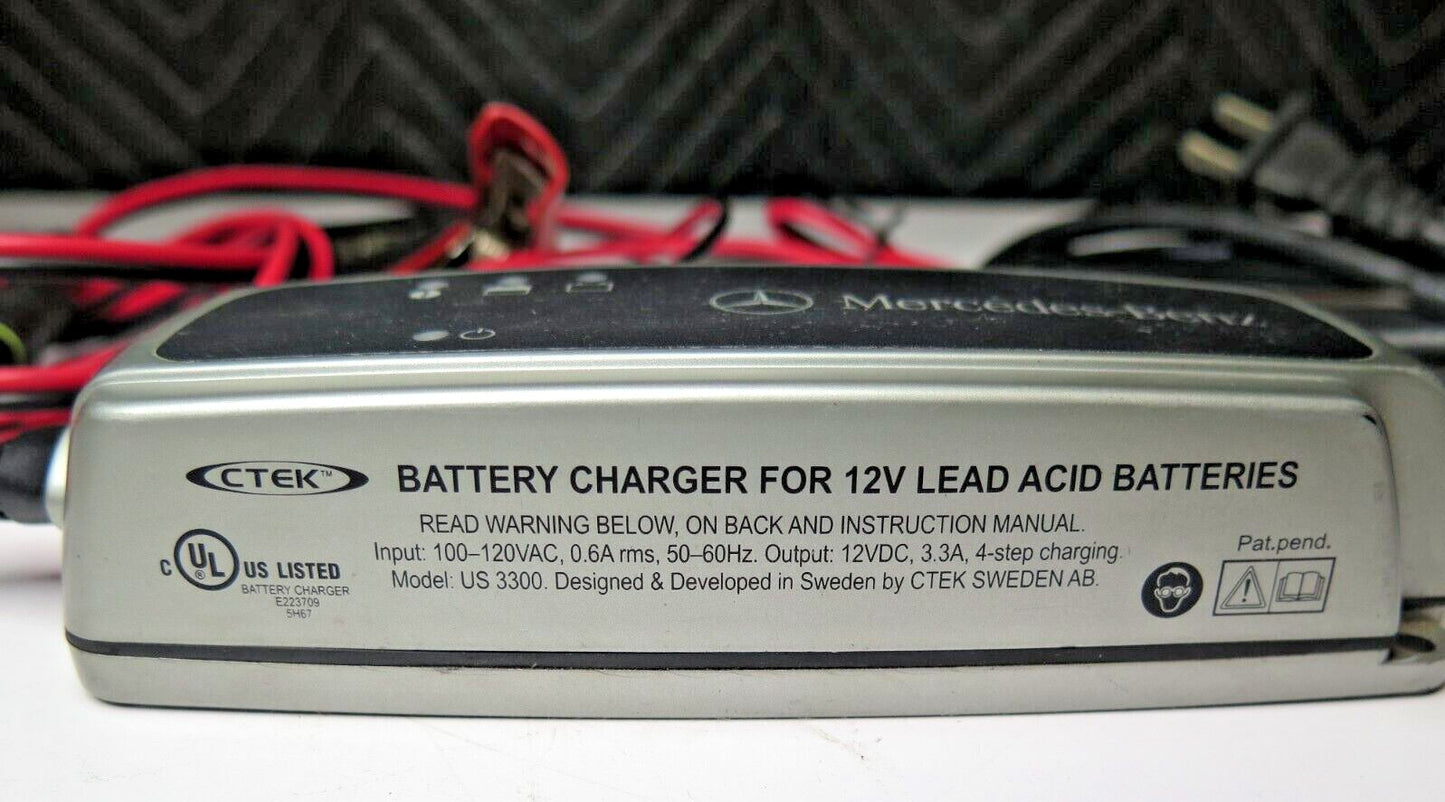 Mercedes-Benz
CTEK™
BATTERY CHARGER FOR 12V LEAD ACID BATTERIES
READ WARNING BELOW, ON BACK AND INSTRUCTION MANUAL.
Input: 100–120VAC, 0.6A rms, 50–60Hz. Output: 12VDC, 3.3A, 4-step charging.
Model: US 3300. Designed & Developed in Sweden by CTEK SWEDEN AB.
C UL® US LISTED
BATTERY CHARGER
E223709
5H67
Pat.pend.